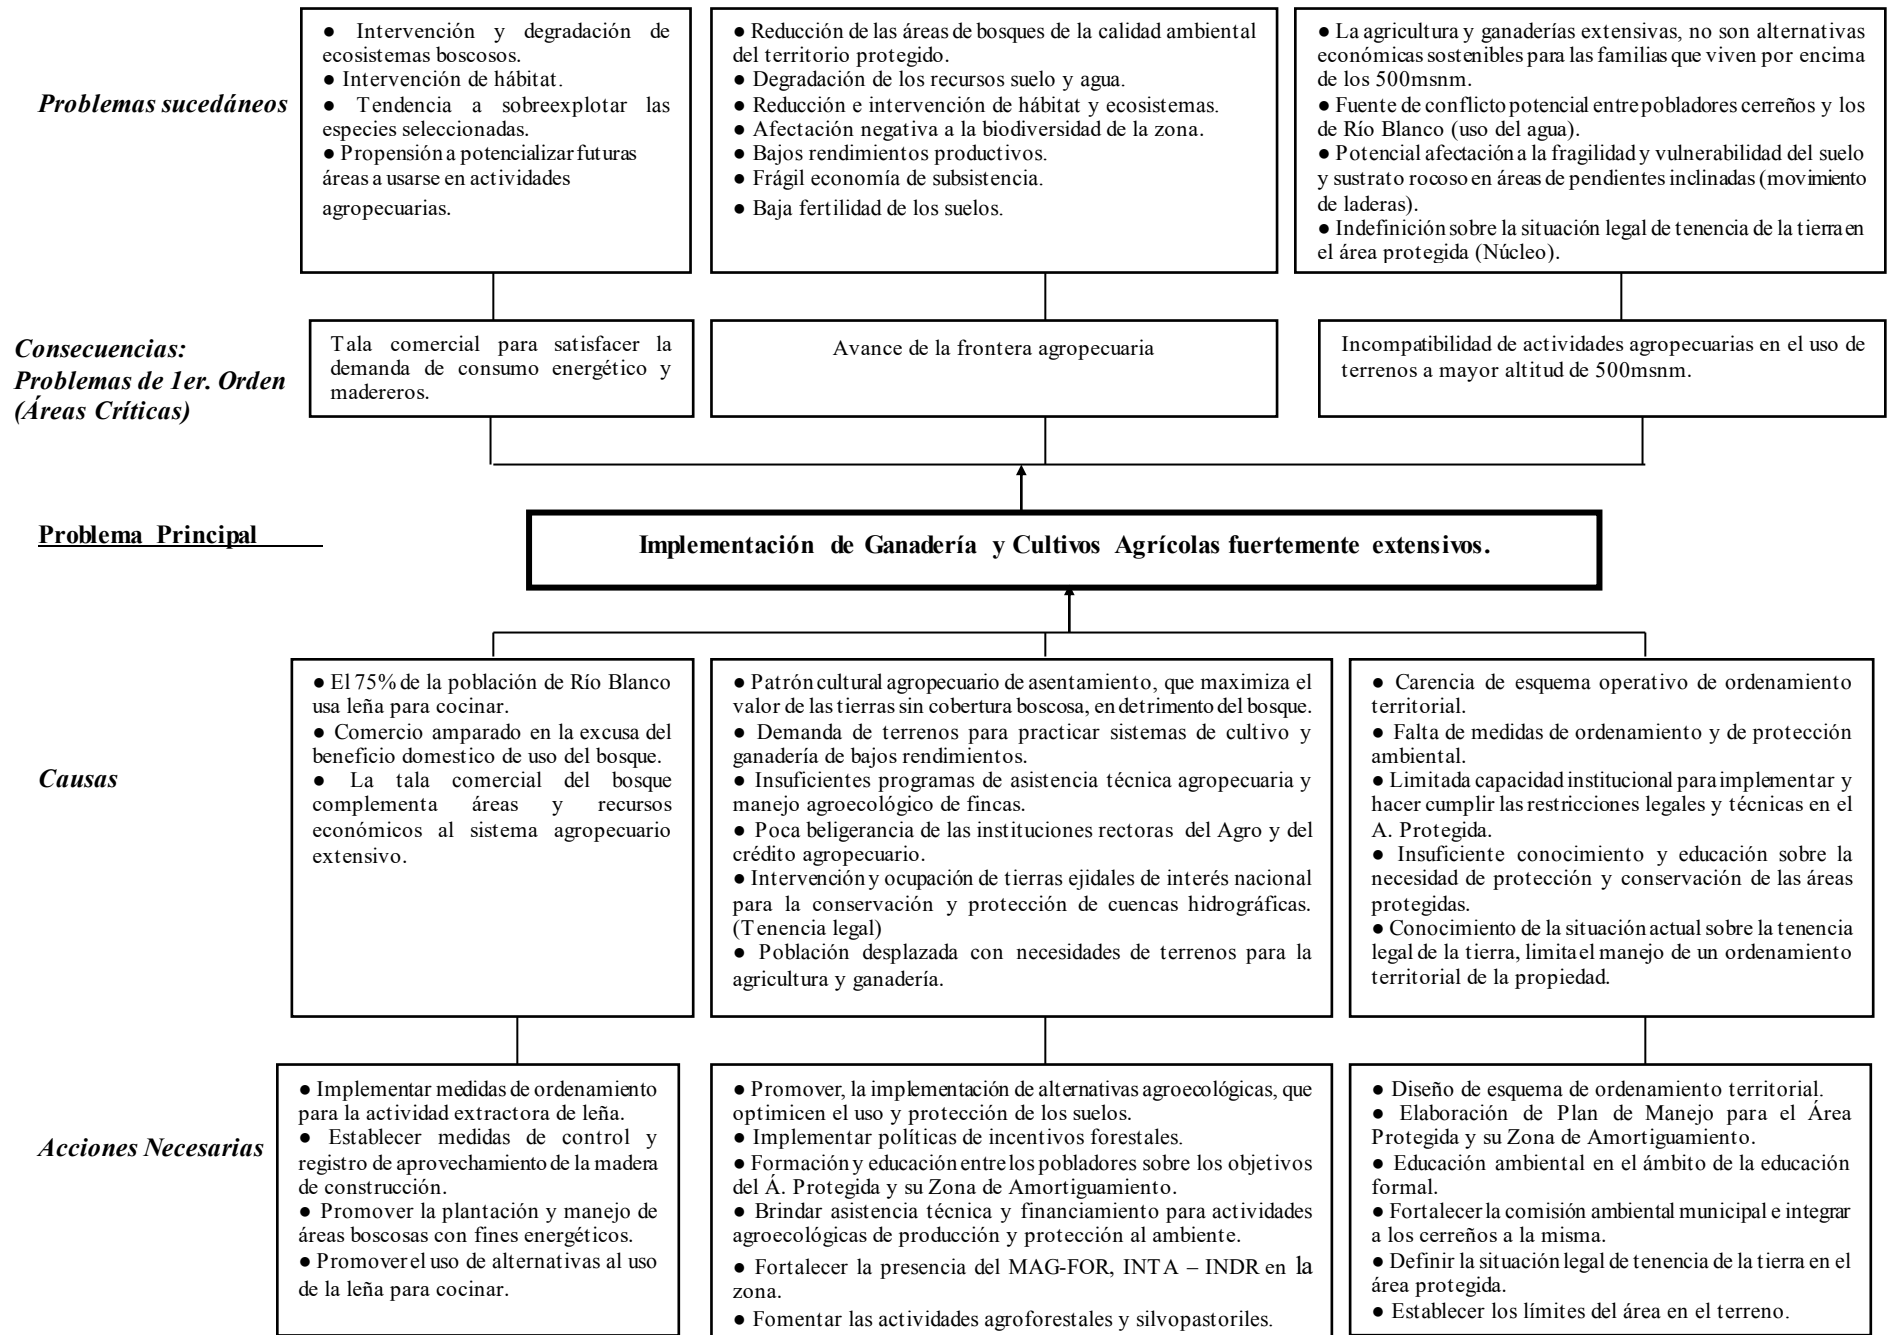 Problemas sucedáneos
● Intervención y degradación de
ecosistemas boscosos.
● Intervención de hábitat.
● Tendencia a sobreexplotar las
especies seleccionadas.
● Propensión a potencializar futuras
áreas a usarse en actividades
agropecuarias.
● Reducción de las áreas de bosques de la calidad ambiental
del territorio protegido.
● Degradación de los recursos suelo y agua.
● Reducción e intervención de hábitat y ecosistemas.
● Afectación negativa a la biodiversidad de la zona.
● Bajos rendimientos productivos.
● Frágil economía de subsistencia.
● Baja fertilidad de los suelos.
● La agricultura y ganaderías extensivas, no son alternativas
económicas sostenibles para las familias que viven por encima
de los 500msnm.
● Fuente de conflicto potencial entre pobladores cerreños y los
de Río Blanco (uso del agua).
● Potencial afectación a la fragilidad y vulnerabilidad del suelo
y sustrato rocoso en áreas de pendientes inclinadas (movimiento
de laderas).
● Indefinición sobre la situación legal de tenencia de la tierra en
el área protegida (Núcleo).
Consecuencias:
Problemas de 1er. Orden
(Áreas Críticas)
Tala comercial para satisfacer la
demanda de consumo energético y
madereros.
Avance de la frontera agropecuaria
Incompatibilidad de actividades agropecuarias en el uso de
terrenos a mayor altitud de 500msnm.
Problema Principal
Implementación de Ganadería y Cultivos Agrícolas fuertemente extensivos.
Causas
● El 75% de la población de Río Blanco
usa leña para cocinar.
● Comercio amparado en la excusa del
beneficio domestico de uso del bosque.
● La tala comercial del bosque
complementa áreas y recursos
económicos al sistema agropecuario
extensivo.
● Patrón cultural agropecuario de asentamiento, que maximiza el
valor de las tierras sin cobertura boscosa, en detrimento del bosque.
● Demanda de terrenos para practicar sistemas de cultivo y
ganadería de bajos rendimientos.
● Insuficientes programas de asistencia técnica agropecuaria y
manejo agroecológico de fincas.
● Poca beligerancia de las instituciones rectoras del Agro y del
crédito agropecuario.
● Intervención y ocupación de tierras ejidales de interés nacional
para la conservación y protección de cuencas hidrográficas.
(Tenencia legal)
● Población desplazada con necesidades de terrenos para la
agricultura y ganadería.
● Carencia de esquema operativo de ordenamiento
territorial.
● Falta de medidas de ordenamiento y de protección
ambiental.
● Limitada capacidad institucional para implementar y
hacer cumplir las restricciones legales y técnicas en el
A. Protegida.
● Insuficiente conocimiento y educación sobre la
necesidad de protección y conservación de las áreas
protegidas.
● Conocimiento de la situación actual sobre la tenencia
legal de la tierra, limita el manejo de un ordenamiento
territorial de la propiedad.
Acciones Necesarias
● Implementar medidas de ordenamiento
para la actividad extractora de leña.
● Establecer medidas de control y
registro de aprovechamiento de la madera
de construcción.
● Promover la plantación y manejo de
áreas boscosas con fines energéticos.
● Promover el uso de alternativas al uso
de la leña para cocinar.
● Promover, la implementación de alternativas agroecológicas, que
optimicen el uso y protección de los suelos.
● Implementar políticas de incentivos forestales.
● Formación y educación entre los pobladores sobre los objetivos
del Á. Protegida y su Zona de Amortiguamiento.
● Brindar asistencia técnica y financiamiento para actividades
agroecológicas de producción y protección al ambiente.
● Fortalecer la presencia del MAG-FOR, INTA – INDR en la
zona.
● Fomentar las actividades agroforestales y silvopastoriles.
● Diseño de esquema de ordenamiento territorial.
● Elaboración de Plan de Manejo para el Área
Protegida y su Zona de Amortiguamiento.
● Educación ambiental en el ámbito de la educación
formal.
● Fortalecer la comisión ambiental municipal e integrar
a los cerreños a la misma.
● Definir la situación legal de tenencia de la tierra en el
área protegida.
● Establecer los límites del área en el terreno.